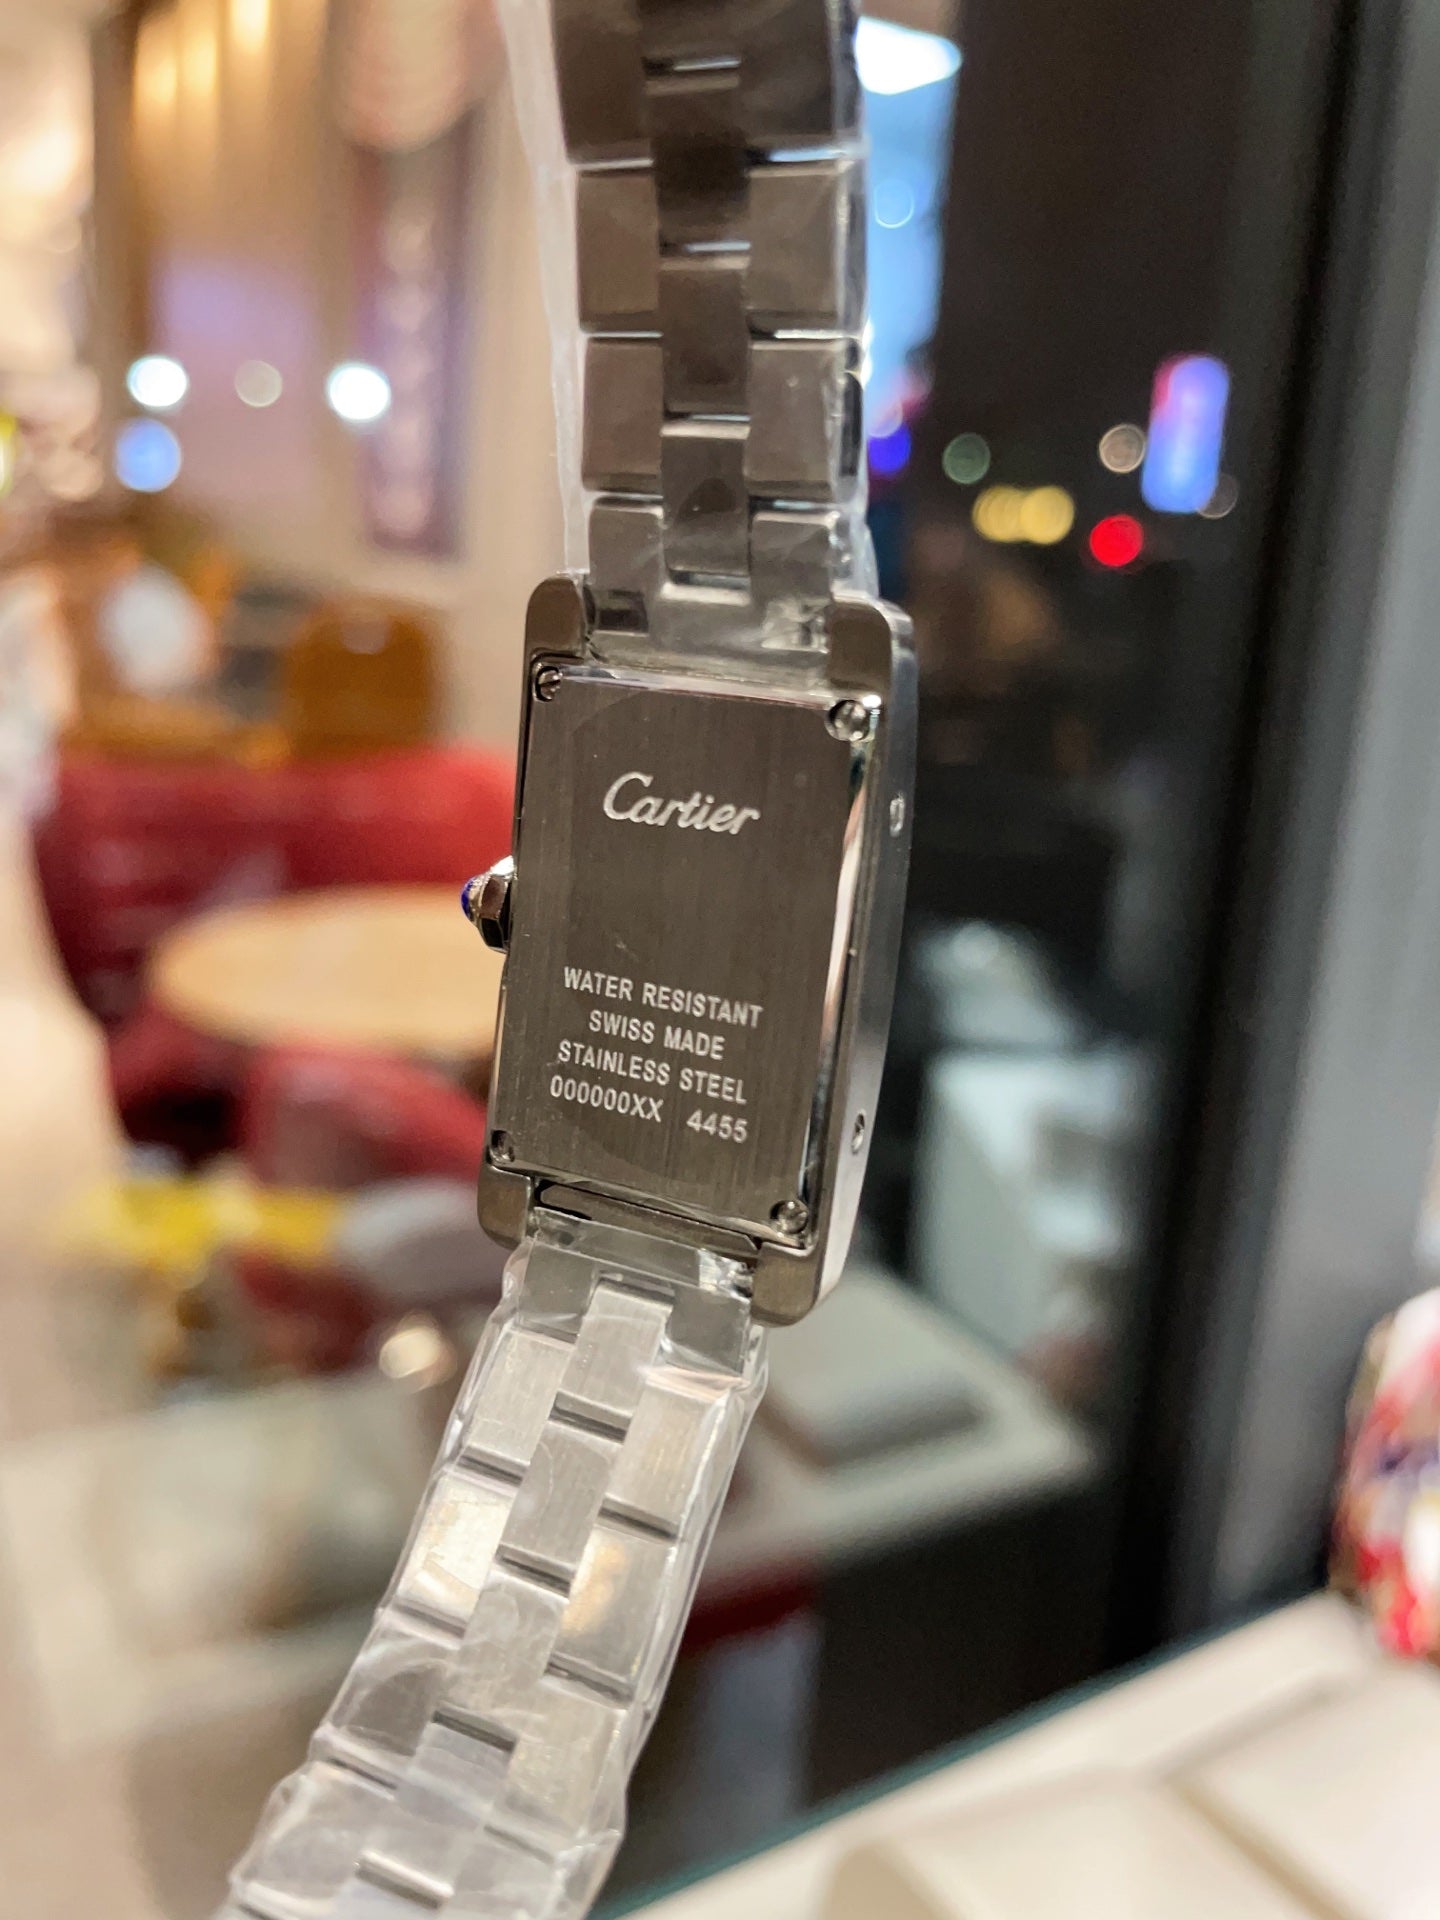 Cartier
WATER RESISTANT
SWISS MADE
STAINLESS STEEL
000000XX 4455